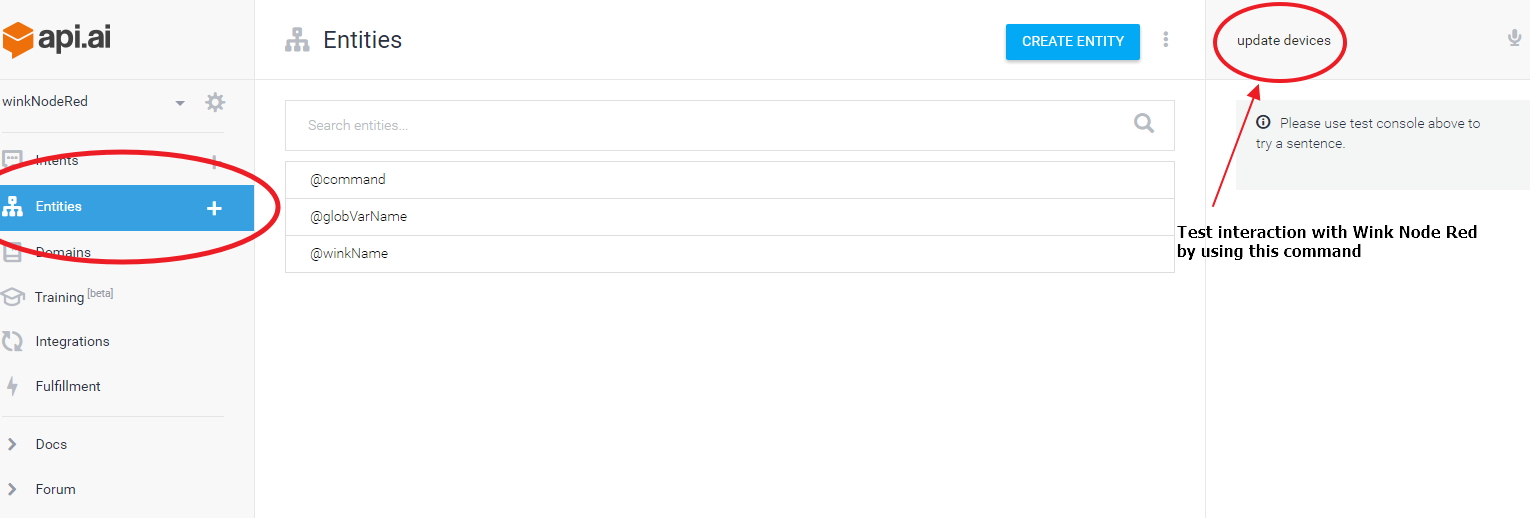 api.ai
Entities
CREATE ENTITY
update devices
winkNodeRed
Intents
Entities
Domains
Training [beta]
Integrations
Fulfillment
Docs
Forum
Search entities...
@command
@globVarName
@winkName
Please use test console above to
try a sentence.
Test interaction with Wink Node Red
by using this command